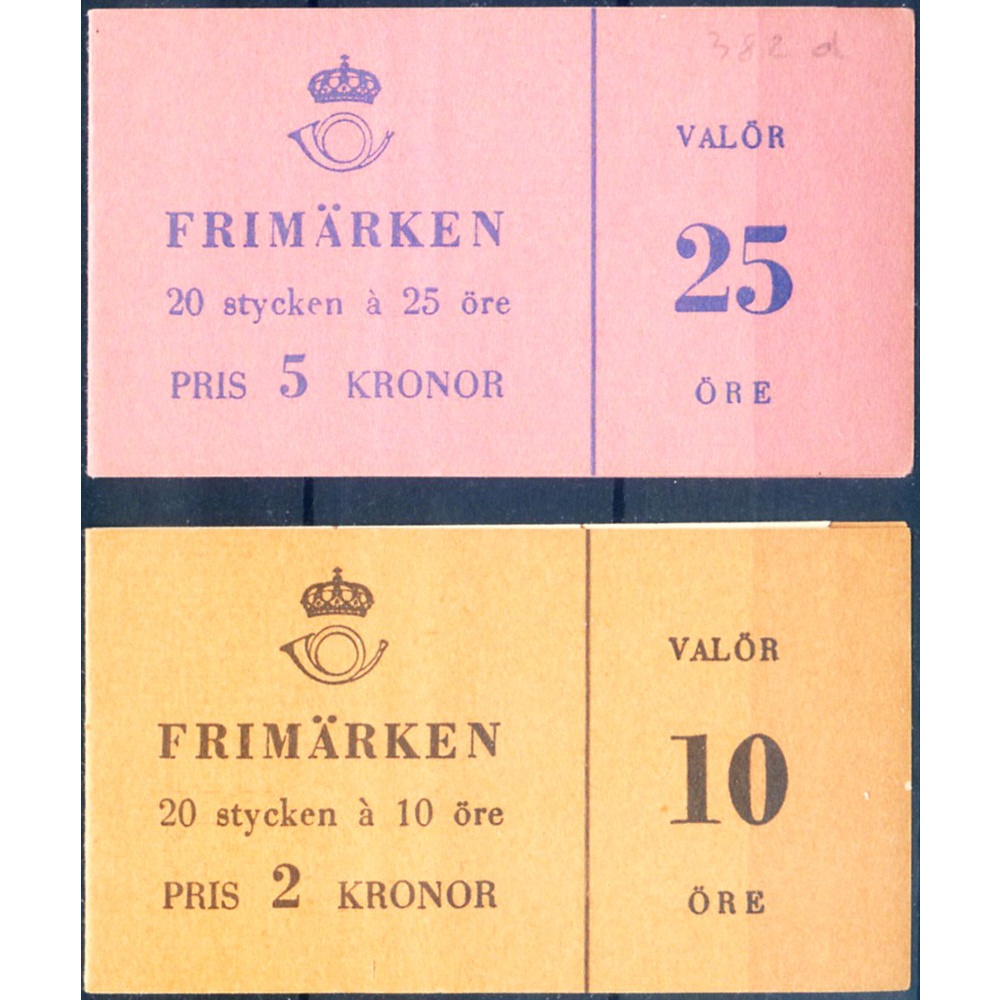 382 d
FRIMÄRKEN
20 stycken à 25 öre
PRIS 5 KRONOR
VALÖR
25
ÖRE
FRIMÄRKEN
20 stycken à 10 öre
PRIS 2 KRONOR
VALÖR
10
ÖRE